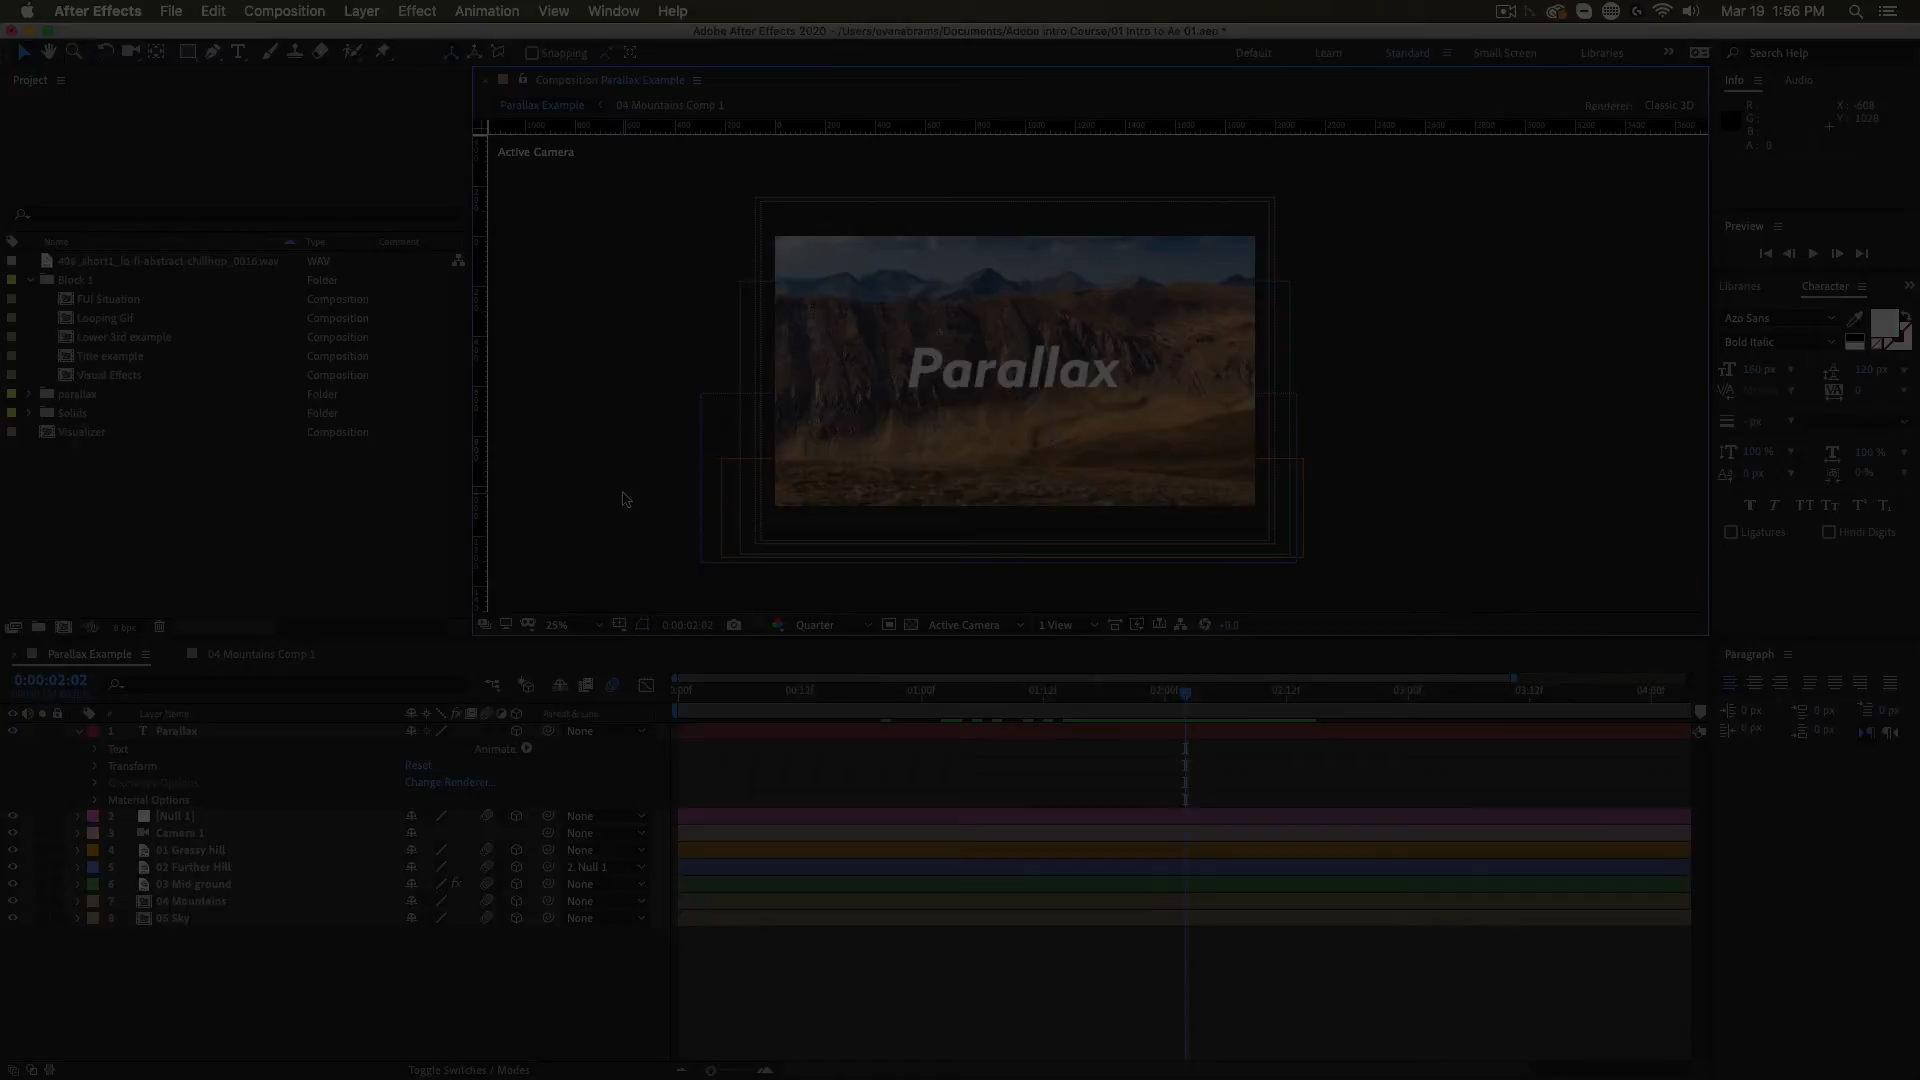 After Effects File Edit Composition Layer Effect Animation View Window Help Mar 19 1:56 PM
Adobe After Effects 2020 - /Users/evanabrams/Documents/Adobe Intro Course/01 Intro to Ae 01.aep *
Snapping Default Learn Standard Small Screen Libraries Search Help
Project Composition Parallax Example Info Audio
Parallax Example 04 Mountains Comp 1 Renderer: Classic 3D
R: X: -608
G: Y: 1028
B:
A: 0
Active Camera
Preview
Name Type Comment
406_short1_lo-fi-abstract-chillhop_0016.wav WAV
Block 1 Folder
FUI Situation Composition
Looping Gif Composition
Lower 3rd example Composition
Title example Composition
Visual Effects Composition
parallax Folder
Solids Folder
Visualizer Composition
Parallax
Libraries Character
Azo Sans
Bold Italic
160 px 120 px
0
- px
100 % 100 %
0 px 0 %
Ligatures Hindi Digits
8 bpc
25% 0:00:02:02 Quarter Active Camera 1 View +0.0
Parallax Example 04 Mountains Comp 1
Paragraph
0:00:02:02
00:12f 01:00f 01:12f 02:00f 02:12f 03:00f 03:12f 04:00f
# Layer Name Parent & Link
0 px 0 px 0 px
0 px 0 px
1 Parallax None
Text Animate:
Transform Reset
Geometry Options Change Renderer...
Material Options
2 [Null 1] None
3 Camera 1 None
4 01 Grassy hill None
5 02 Further Hill 2. Null 1
6 03 Mid ground None
7 04 Mountains None
8 05 Sky None
Toggle Switches / Modes